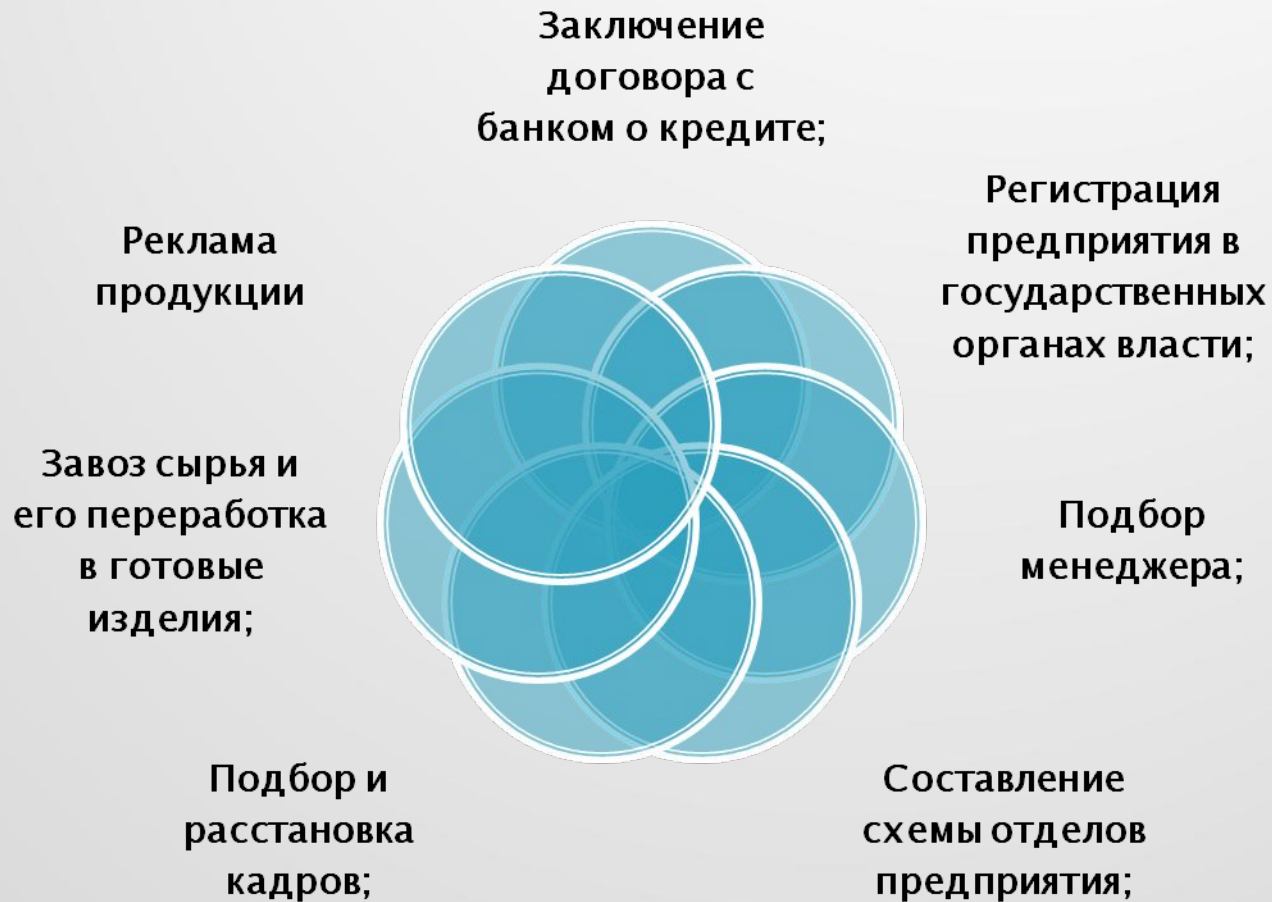 Заключение
договора с
банком о кредите;
Регистрация
предприятия в
государственных
органах власти;
Подбор
менеджера;
Составление
схемы отделов
предприятия;
Подбор и
расстановка
кадров;
Завоз сырья и
его переработка
в готовые
изделия;
Реклама
продукции